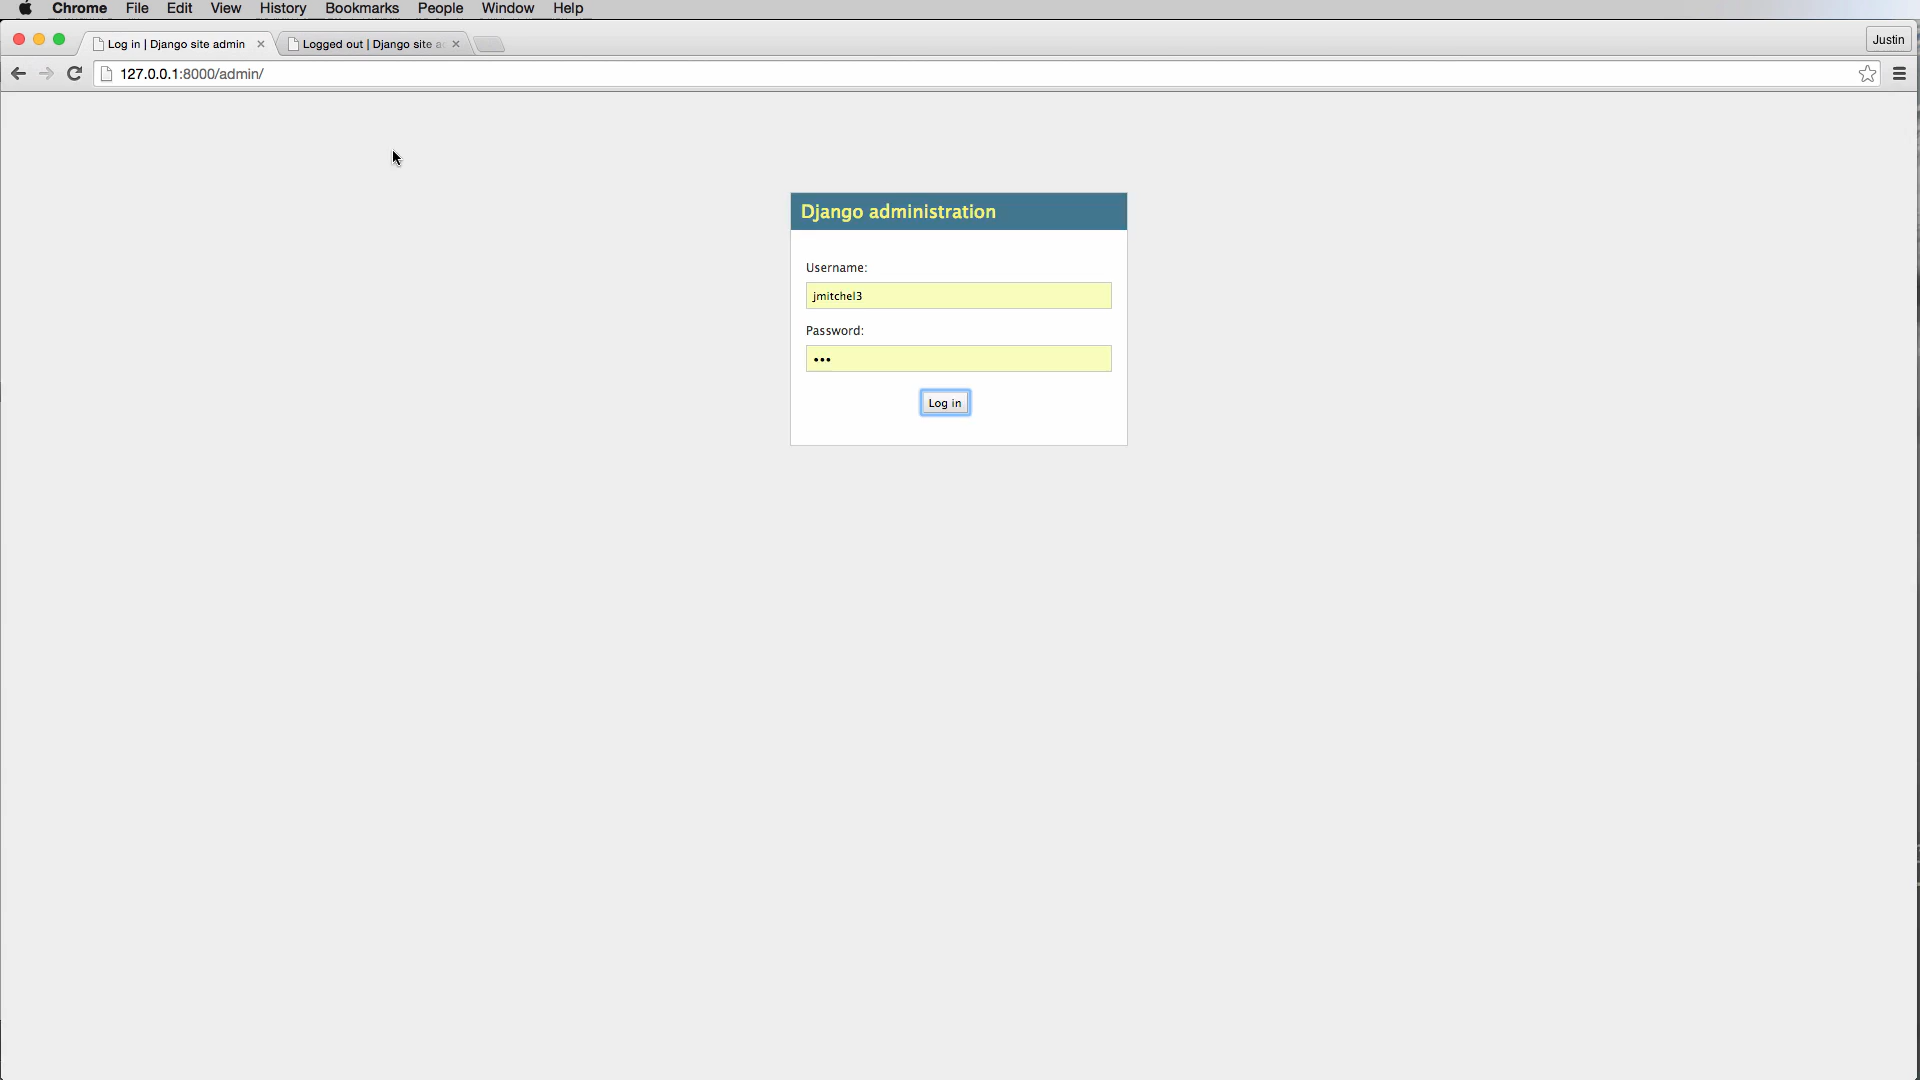 Chrome File Edit View History Bookmarks People Window Help
Log in | Django site admin
Logged out | Django site a
Justin
127.0.0.1:8000/admin/
Django administration
Username:
jmitchel3
Password:
•••
Log in